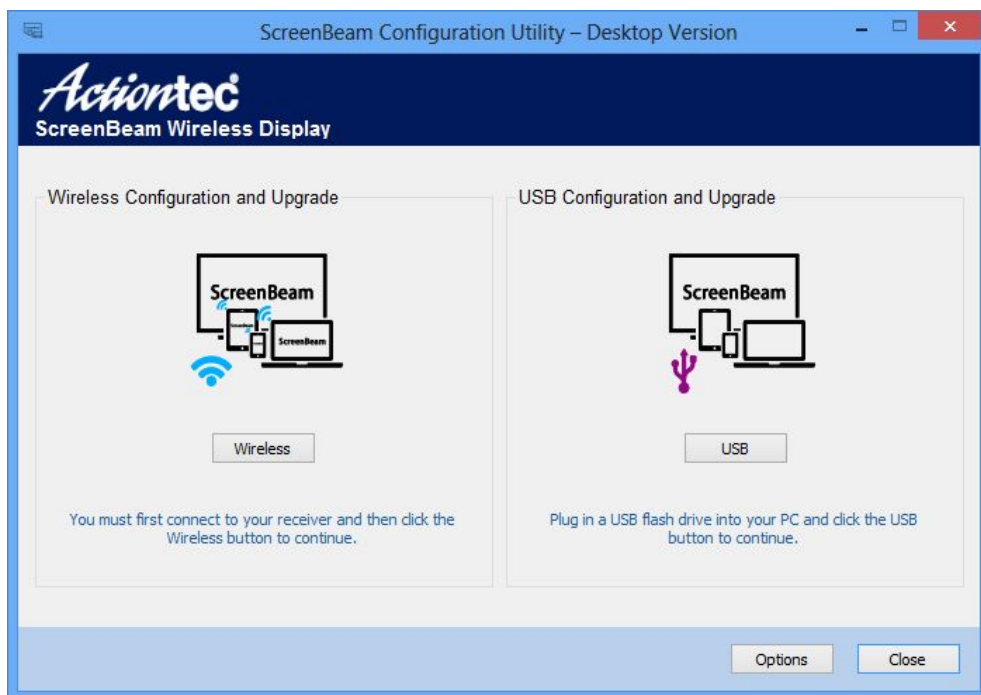 ScreenBeam Configuration Utility – Desktop Version
Actiontec
ScreenBeam Wireless Display
Wireless Configuration and Upgrade
ScreenBeam
ScreenBeam
Wireless
You must first connect to your receiver and then click the
Wireless button to continue.
USB Configuration and Upgrade
ScreenBeam
USB
Plug in a USB flash drive into your PC and click the USB
button to continue.
Options
Close